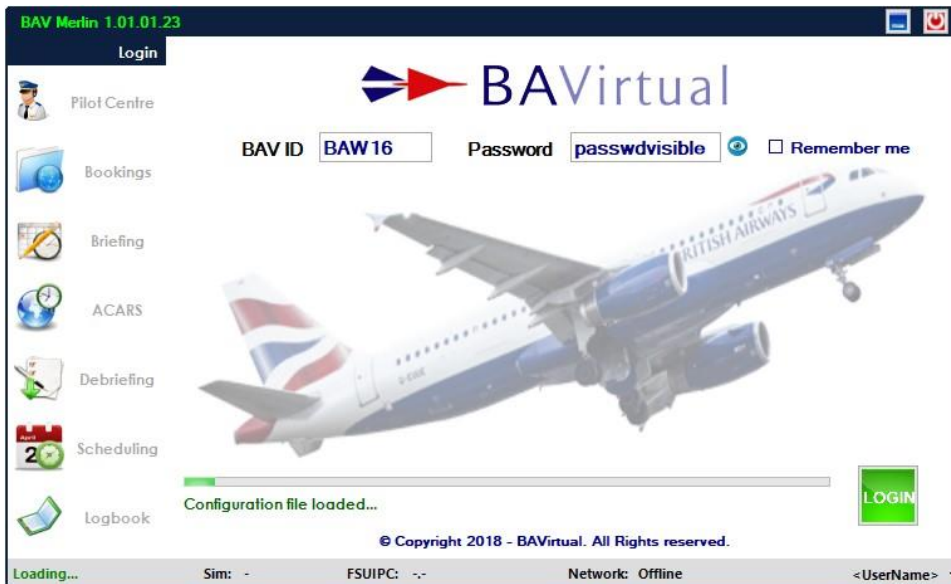 BAV Merlin 1.01.01.23
Login
BAVirtual
Pilot Centre
BAV ID BAW16 Password passwdvisible Remember me
Bookings
BRITISH AIRWAYS
Briefing
ACARS
Debriefing
April
2
Scheduling
Configuration file loaded...
LOGIN
Logbook
© Copyright 2018 - BAVirtual. All Rights reserved.
Loading... Sim: - FSUIPC: -.- Network: Offline <UserName>